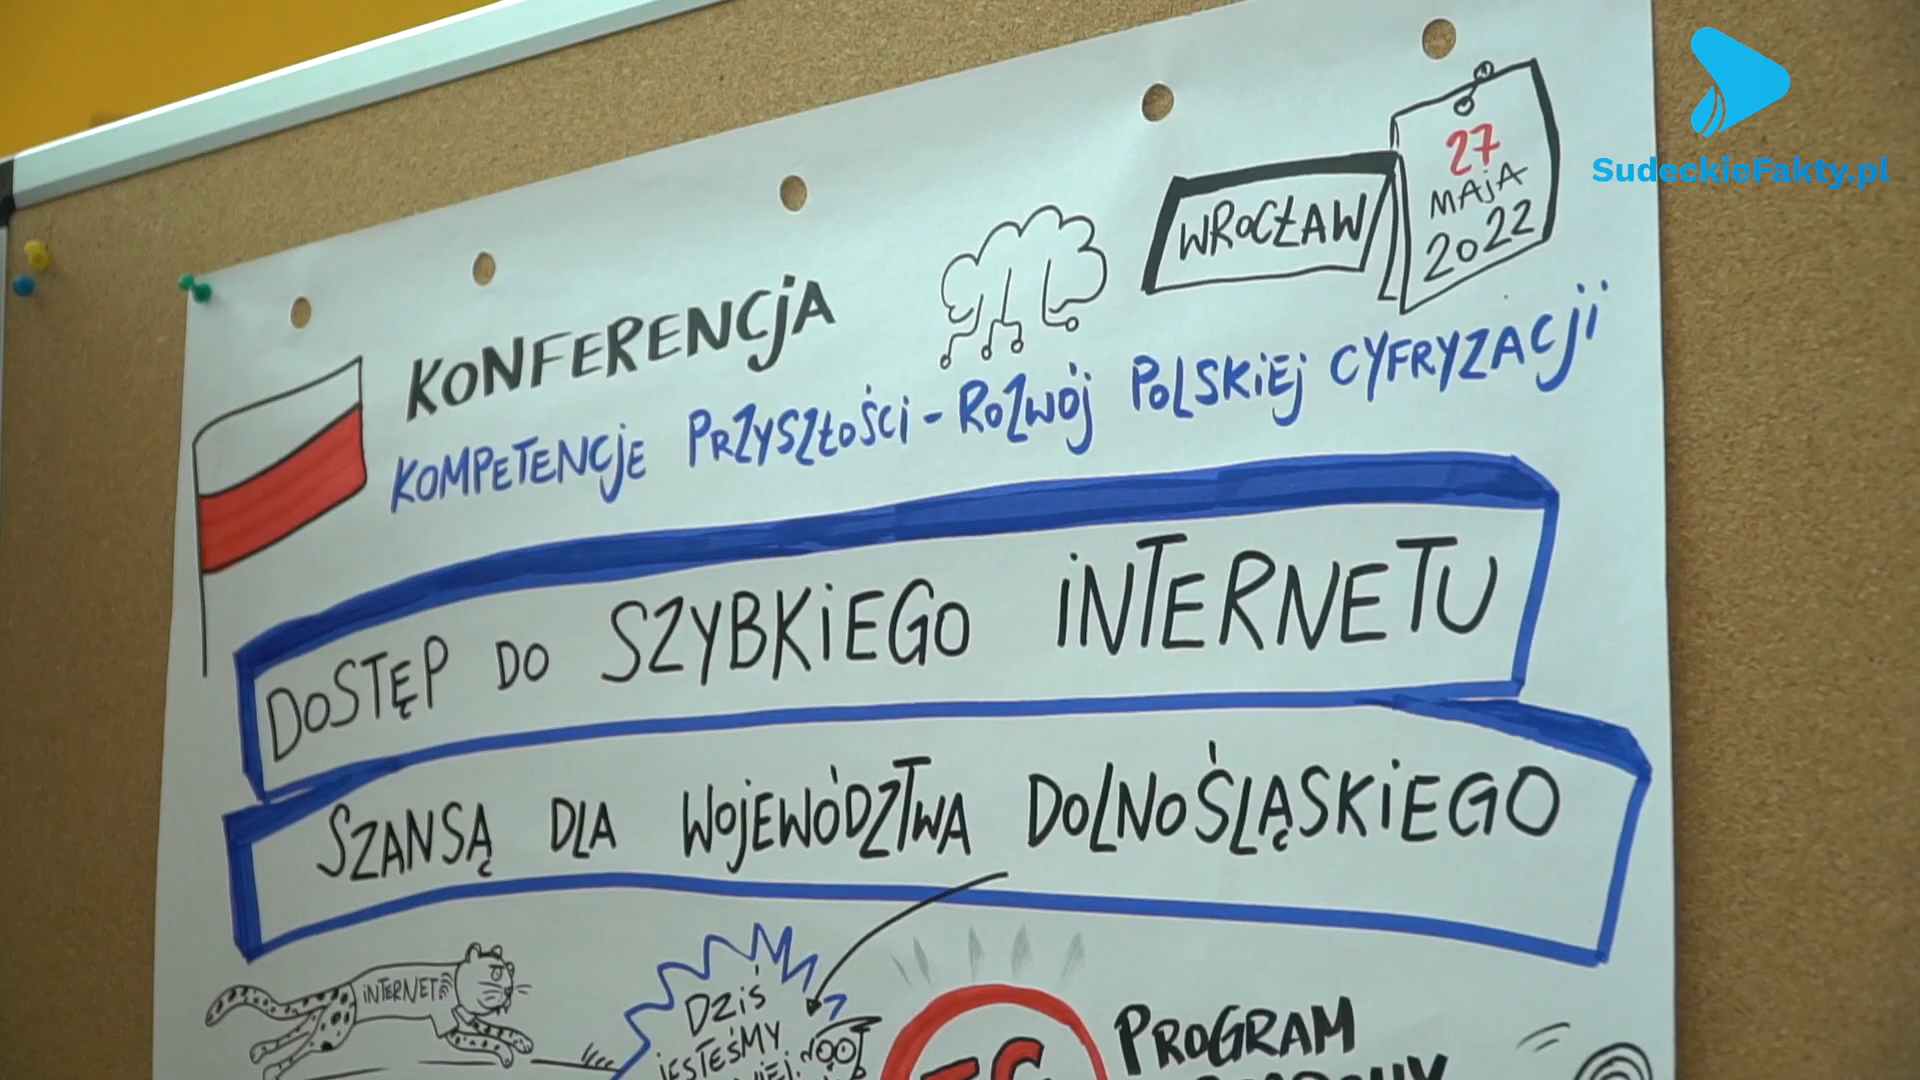 SudeckieFakty.pl
27
MAJA
2022
WROCŁAW
KONFERENCJA
KOMPETENCJE PRZYSZŁOŚCI - ROZWÓJ POLSKIEJ CYFRYZACJI
DOSTĘP DO SZYBKIEGO INTERNETU
SZANSĄ DLA WOJEWÓDZTWA DOLNOŚLĄSKIEGO
INTERNET
DZIŚ
JESTEŚMY
PROGRAM